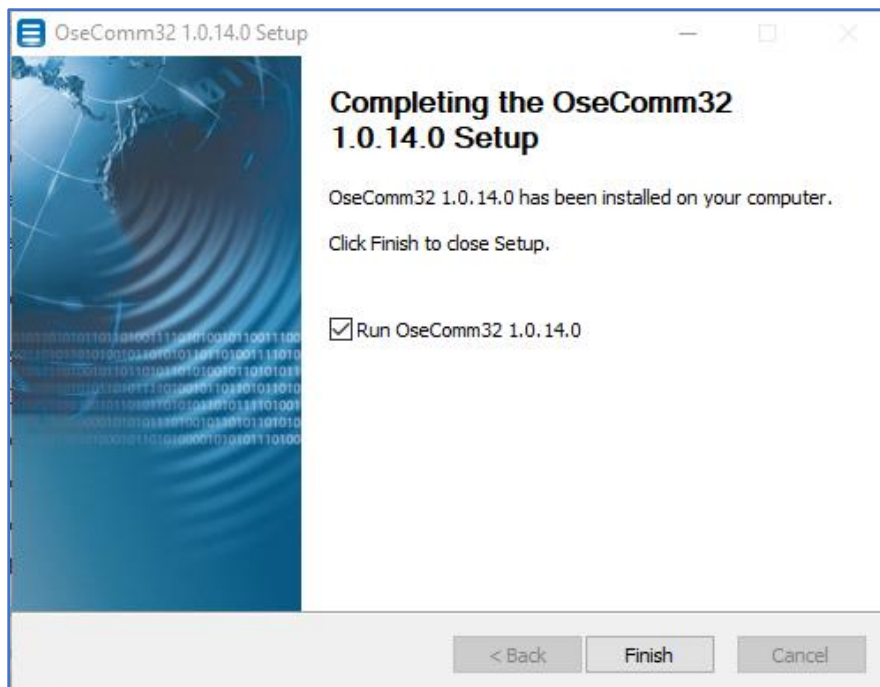 OseComm32 1.0.14.0 Setup
Completing the OseComm32
1.0.14.0 Setup
OseComm32 1.0.14.0 has been installed on your computer.
Click Finish to close Setup.
Run OseComm32 1.0.14.0
< Back
Finish
Cancel